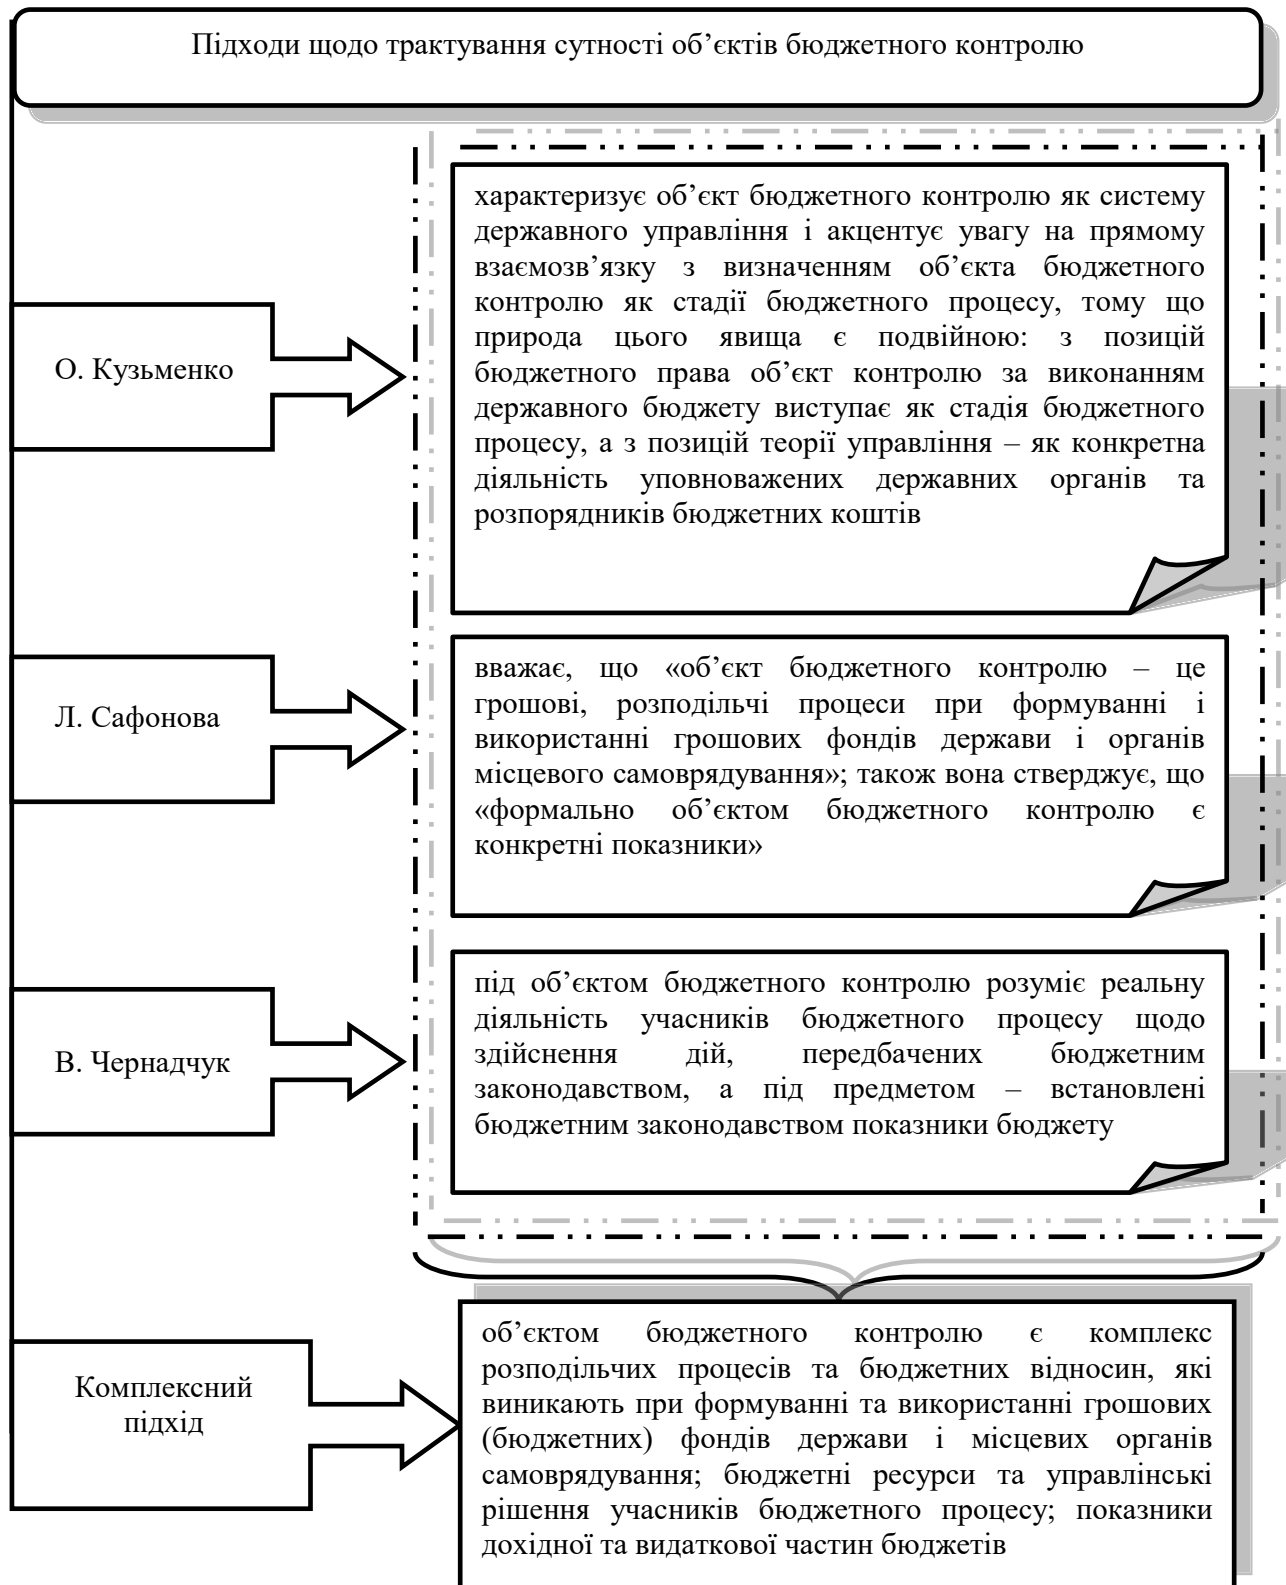 Підходи щодо трактування сутності об’єктів бюджетного контролю
О. Кузьменко
характеризує об’єкт бюджетного контролю як систему
державного управління і акцентує увагу на прямому
взаємозв’язку з визначенням об’єкта бюджетного
контролю як стадії бюджетного процесу, тому що
природа цього явища є подвійною: з позицій
бюджетного права об’єкт контролю за виконанням
державного бюджету виступає як стадія бюджетного
процесу, а з позицій теорії управління – як конкретна
діяльність уповноважених державних органів та
розпорядників бюджетних коштів
Л. Сафонова
вважає, що «об’єкт бюджетного контролю – це
грошові, розподільчі процеси при формуванні і
використанні грошових фондів держави і органів
місцевого самоврядування»; також вона стверджує, що
«формально об’єктом бюджетного контролю є
конкретні показники»
В. Чернадчук
під об’єктом бюджетного контролю розуміє реальну
діяльність учасників бюджетного процесу щодо
здійснення дій, передбачених бюджетним
законодавством, а під предметом – встановлені
бюджетним законодавством показники бюджету
Комплексний
підхід
об’єктом бюджетного контролю є комплекс
розподільчих процесів та бюджетних відносин, які
виникають при формуванні та використанні грошових
(бюджетних) фондів держави і місцевих органів
самоврядування; бюджетні ресурси та управлінські
рішення учасників бюджетного процесу; показники
дохідної та видаткової частин бюджетів